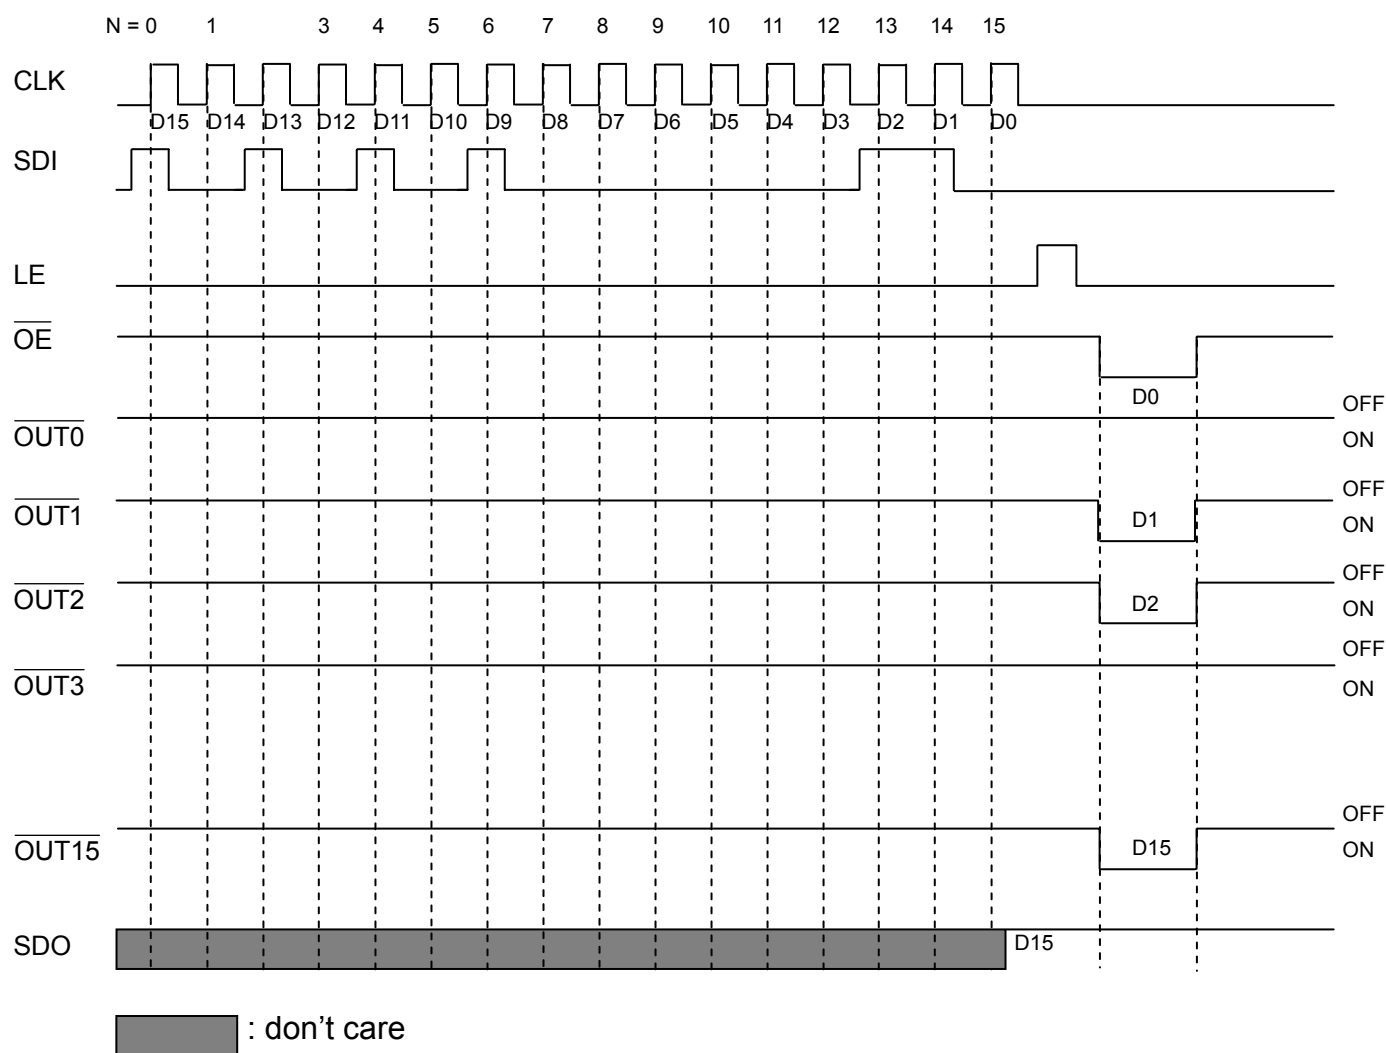 N = 0 1 3 4 5 6 7 8 9 10 11 12 13 14 15
CLK
D15 D14 D13 D12 D11 D10 D9 D8 D7 D6 D5 D4 D3 D2 D1 D0
SDI
LE
OE
D0
OFF
OUT0
ON
OFF
OUT1
D1
ON
OFF
OUT2
D2
ON
OFF
OUT3
ON
OFF
OUT15
D15
ON
SDO
D15
: don't care